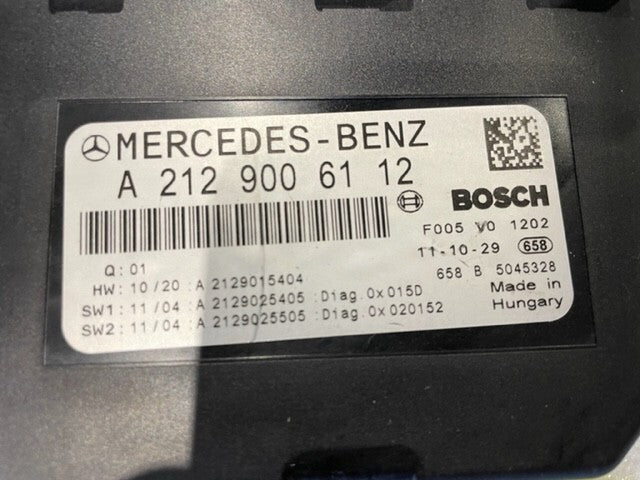 MERCEDES-BENZ
A 212 900 61 12
BOSCH
F005 V0 1202
11-10-29 658
Q: 01
658 B 5045328
HW: 10/20 :A 2129015404
SW1: 11/04 :A 2129025405 :Diag.0x015D
Made in
SW2: 11/04 :A 2129025505 :Diag.0x020152
Hungary